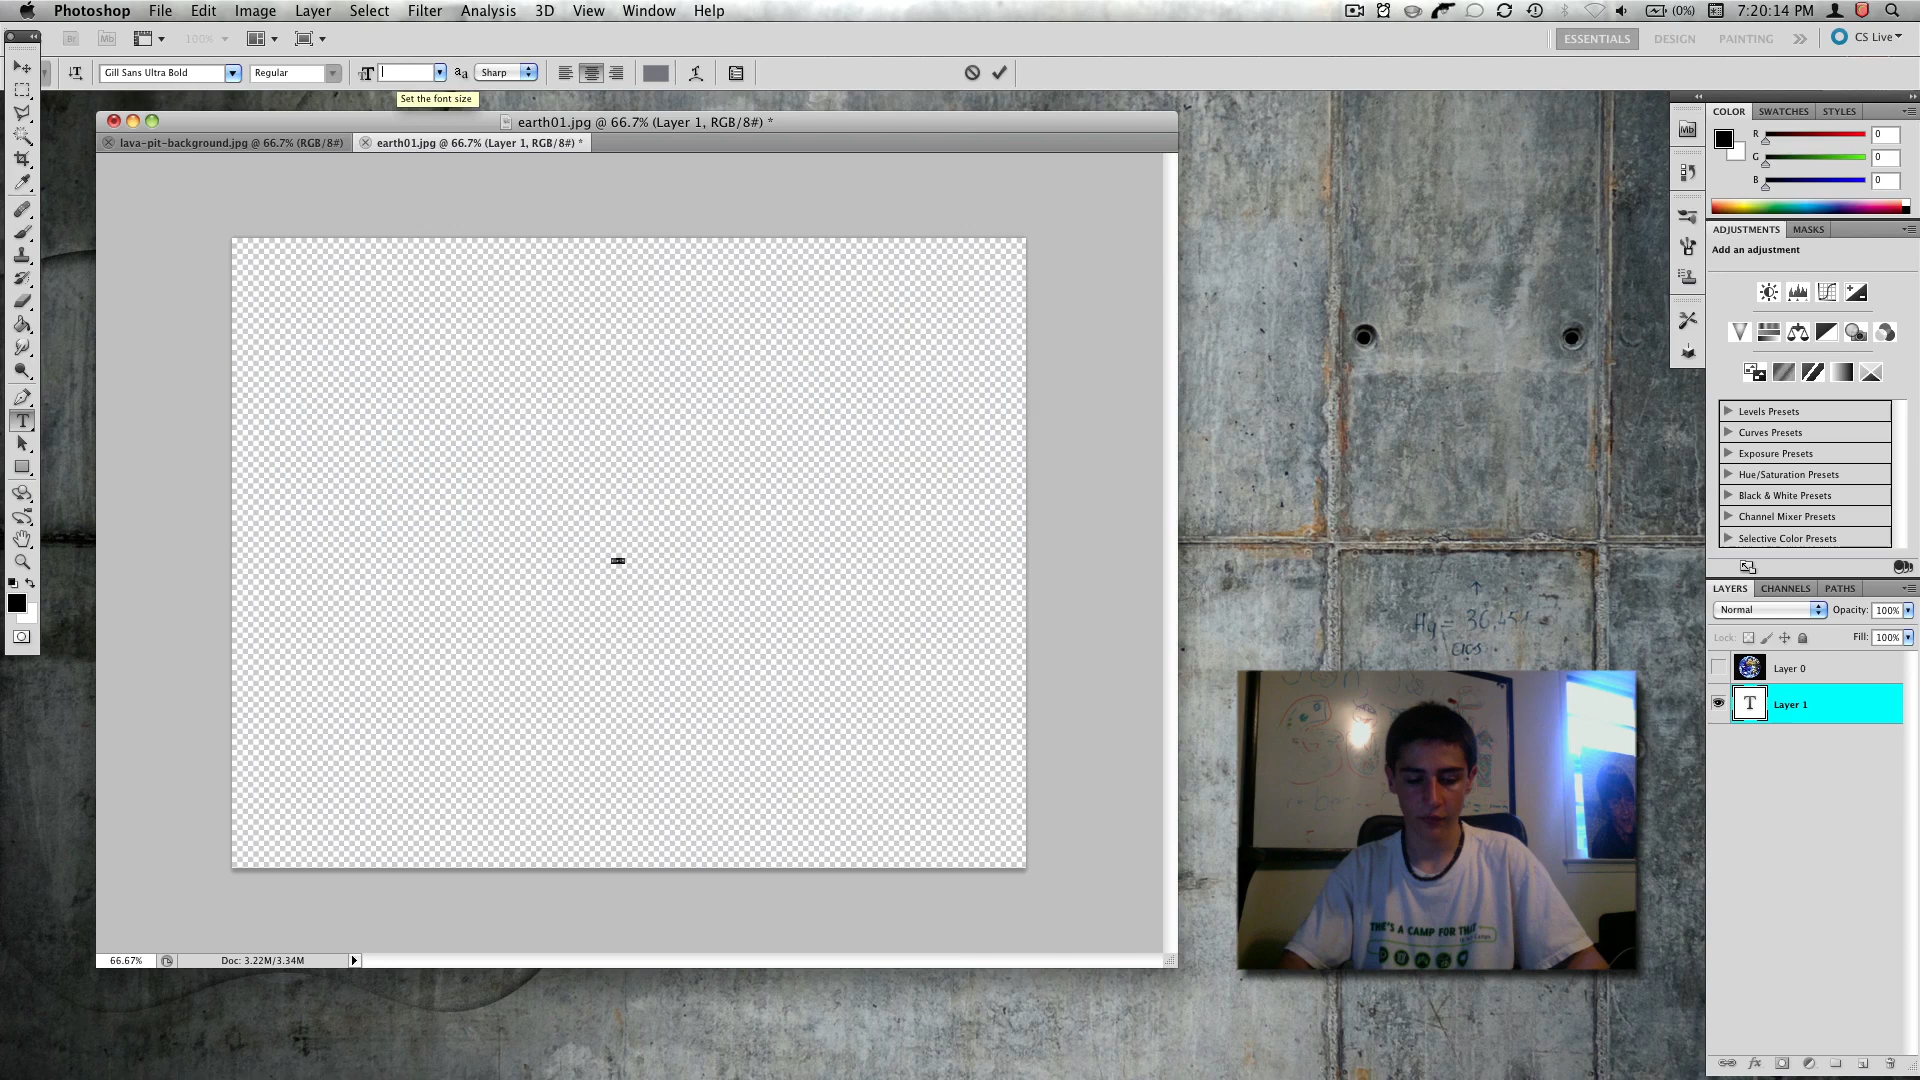 Photoshop File Edit Image Layer Select Filter Analysis 3D View Window Help (0%) 7:20:14 PM
Br Mb 100% ESSENTIALS DESIGN PAINTING CS Live
T Gill Sans Ultra Bold Regular Sharp
Set the font size
earth01.jpg @ 66.7% (Layer 1, RGB/8#) *
lava-pit-background.jpg @ 66.7% (RGB/8#) earth01.jpg @ 66.7% (Layer 1, RGB/8#) *
Mb
COLOR SWATCHES STYLES
R 0
G 0
B 0
ADJUSTMENTS MASKS
Add an adjustment
Levels Presets
Curves Presets
Exposure Presets
Hue/Saturation Presets
Black & White Presets
Channel Mixer Presets
Selective Color Presets
LAYERS CHANNELS PATHS
Normal Opacity: 100%
Lock: Fill: 100%
Layer 0
T Layer 1
THE'S A CAMP FOR THAT
66.67% Doc: 3.22M/3.34M